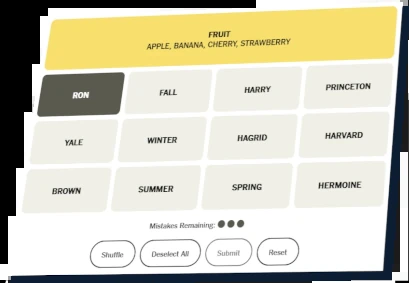 FRUIT
APPLE, BANANA, CHERRY, STRAWBERRY
RON FALL HARRY PRINCETON
YALE WINTER HAGRID HARVARD
BROWN SUMMER SPRING HERMOINE
Mistakes Remaining:
Shuffle Deselect All Submit Reset